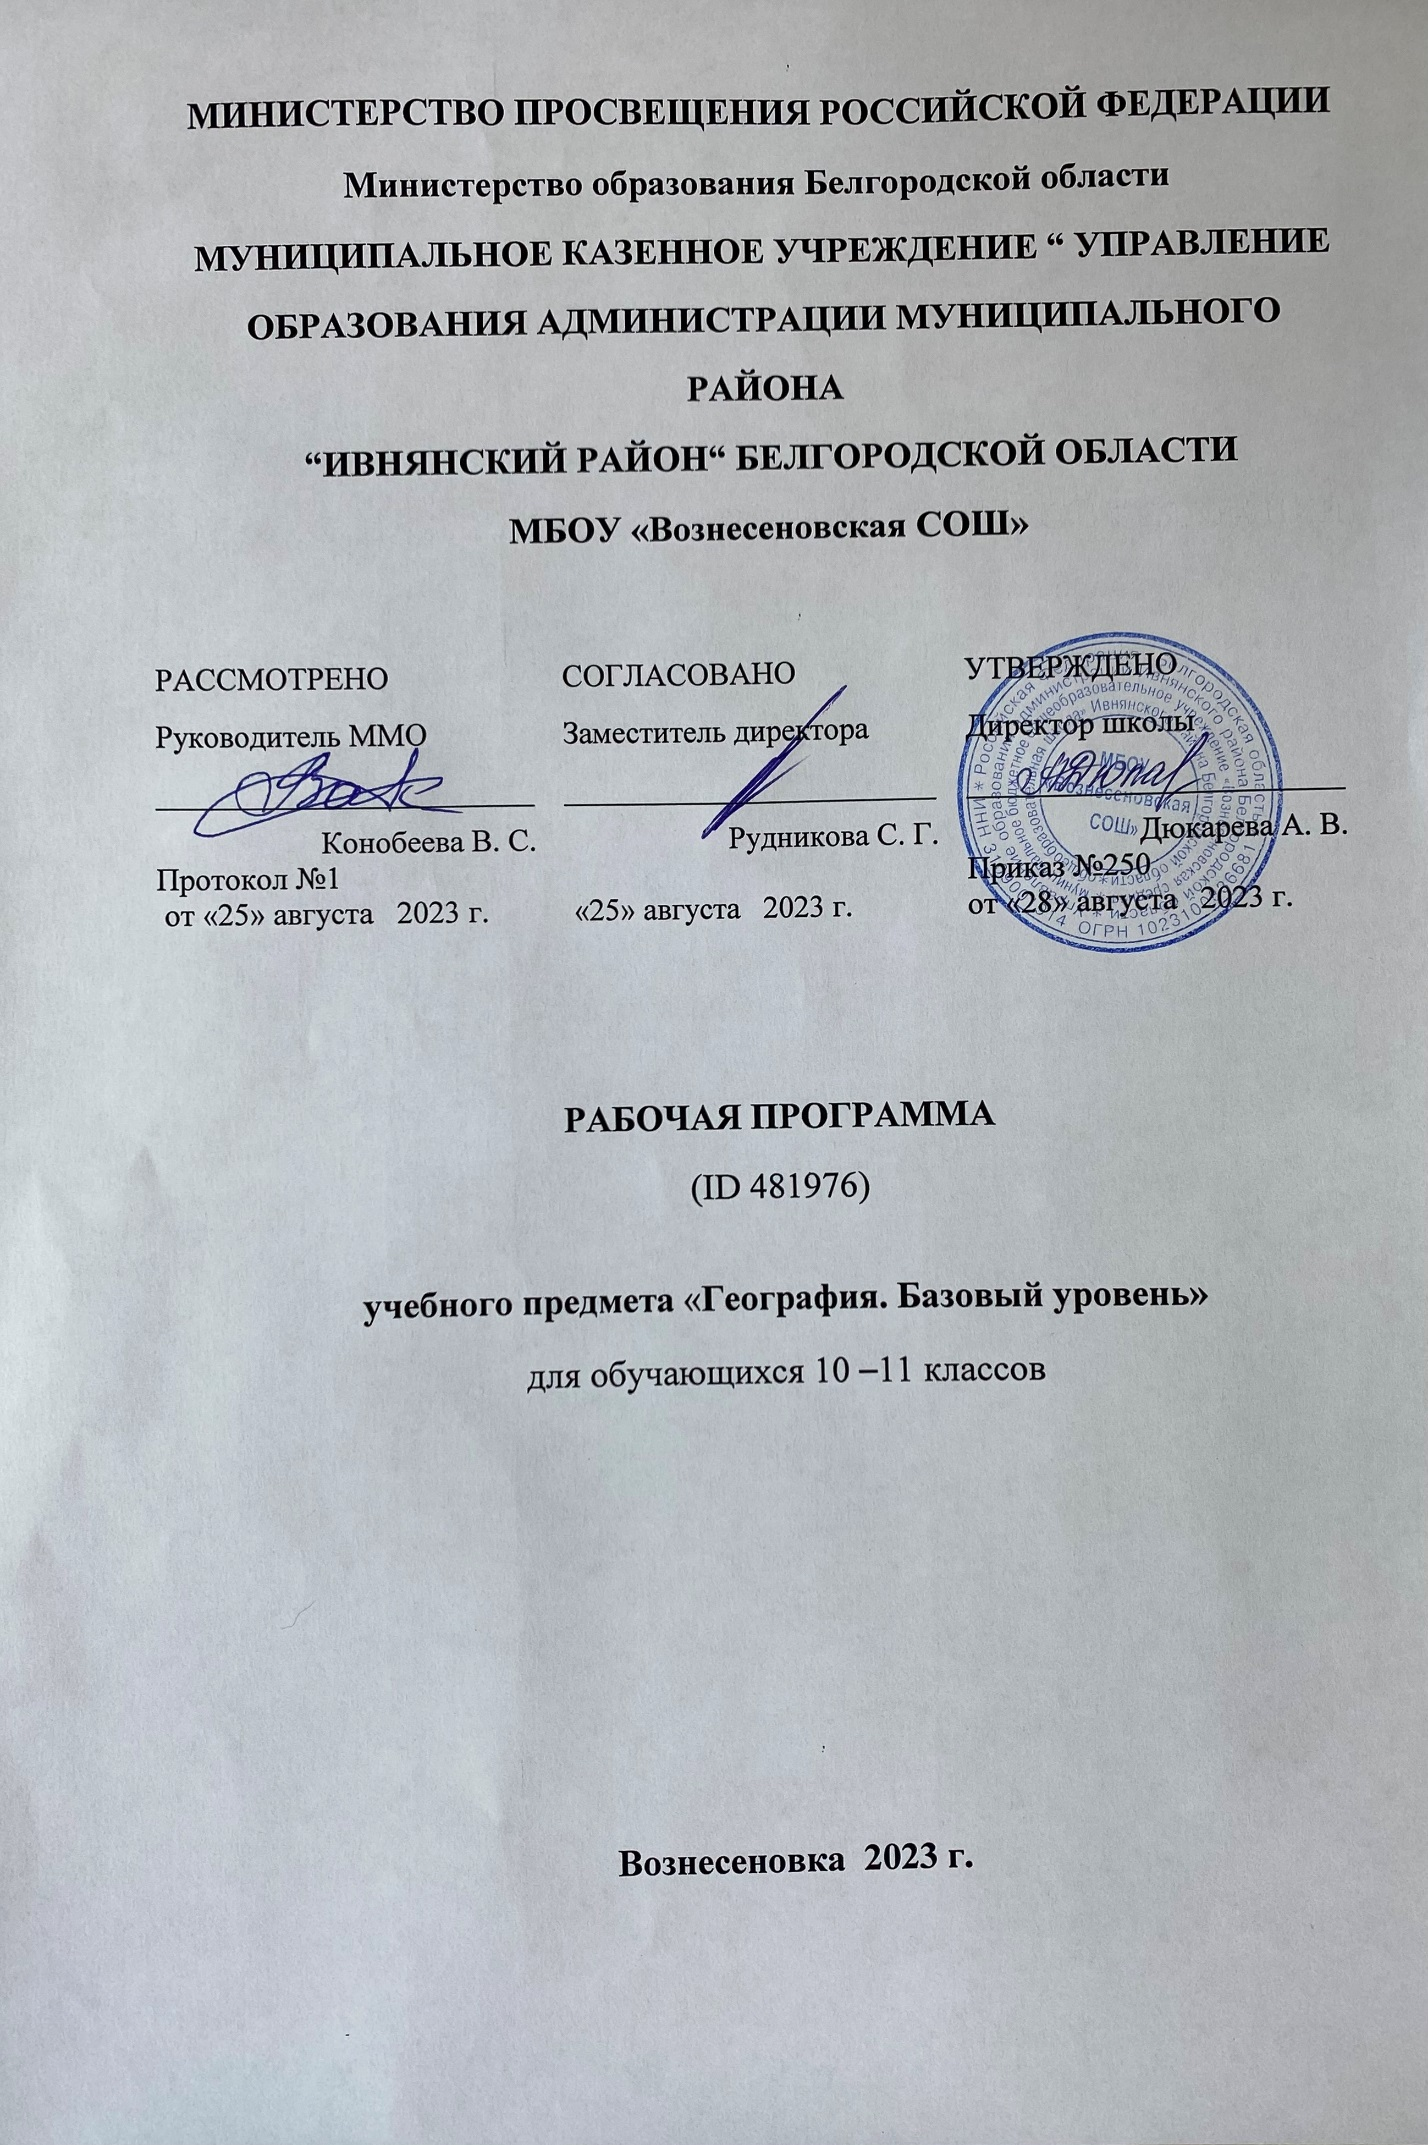 МИНИСТЕРСТВО ПРОСВЕЩЕНИЯ РОССИЙСКОЙ ФЕДЕРАЦИИ
Министерство образования Белгородской области
МУНИЦИПАЛЬНОЕ КАЗЕННОЕ УЧРЕЖДЕНИЕ “ УПРАВЛЕНИЕ
ОБРАЗОВАНИЯ АДМИНИСТРАЦИИ МУНИЦИПАЛЬНОГО
РАЙОНА
“ИВНЯНСКИЙ РАЙОН“ БЕЛГОРОДСКОЙ ОБЛАСТИ
МБОУ «Вознесеновская СОШ»
РАССМОТРЕНО
Руководитель ММО
Конобеева В. С.
Протокол №1
от «25» августа 2023 г.
СОГЛАСОВАНО
Заместитель директора
Рудникова С. Г.
«25» августа 2023 г.
УТВЕРЖДЕНО
Директор школы
МБОУ
«Вознесеновская
СОШ»
Дюкарева А. В.
Приказ №250
от «28» августа 2023 г.
РАБОЧАЯ ПРОГРАММА
(ID 481976)
учебного предмета «География. Базовый уровень»
для обучающихся 10 –11 классов
Вознесеновка 2023 г.